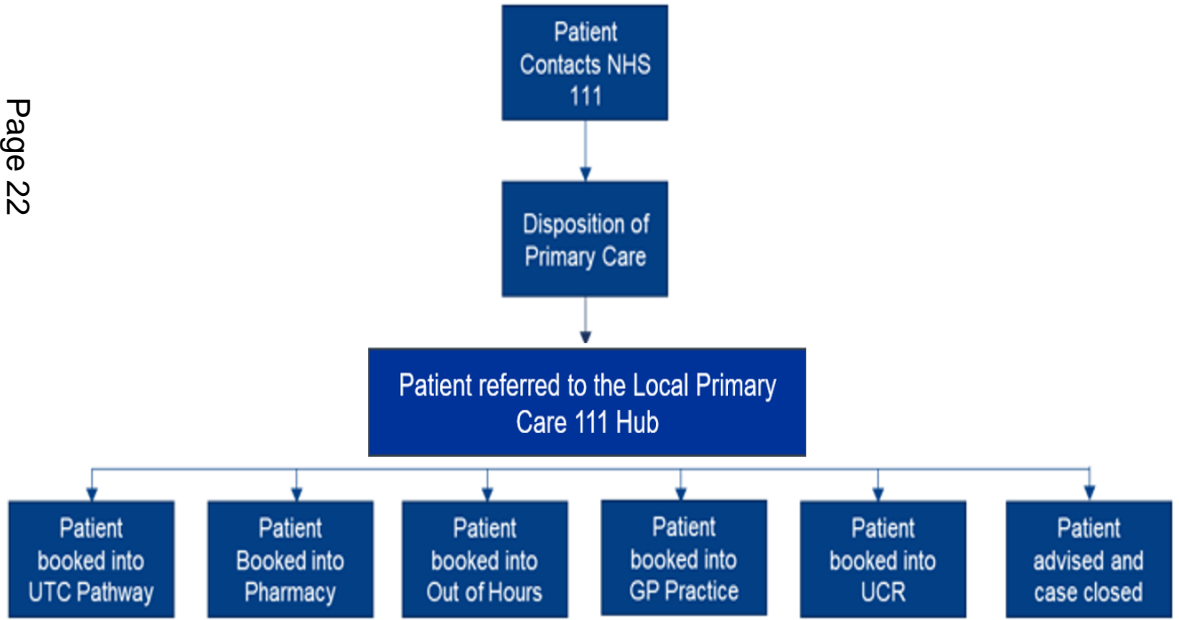 Page 22
Patient
Contacts NHS
111
Disposition of
Primary Care
Patient referred to the Local Primary
Care 111 Hub
Patient
booked into
UTC Pathway
Patient
Booked into
Pharmacy
Patient
booked into
Out of Hours
Patient
booked into
GP Practice
Patient
booked into
UCR
Patient
advised and
case closed